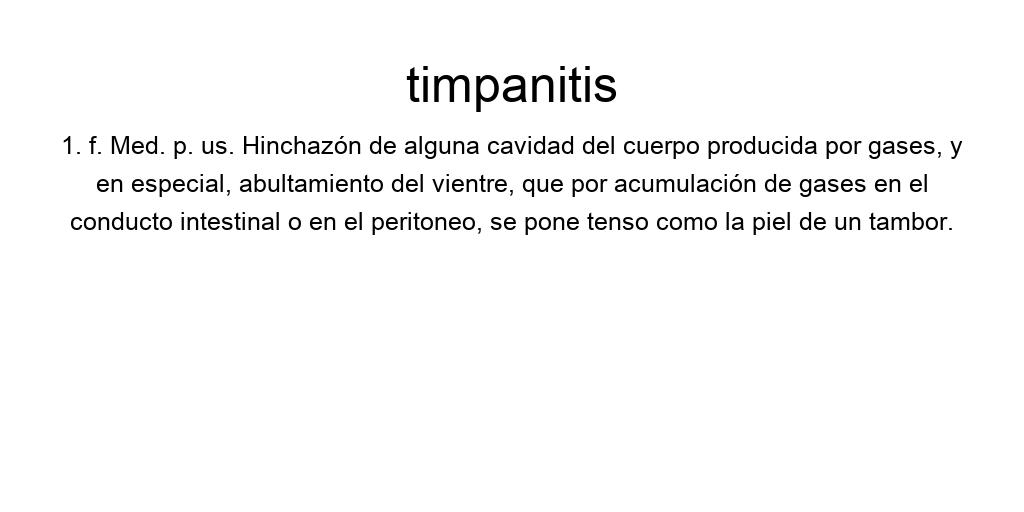 timpanitis
1. f. Med. p. us. Hinchazón de alguna cavidad del cuerpo producida por gases, y
en especial, abultamiento del vientre, que por acumulación de gases en el
conducto intestinal o en el peritoneo, se pone tenso como la piel de un tambor.